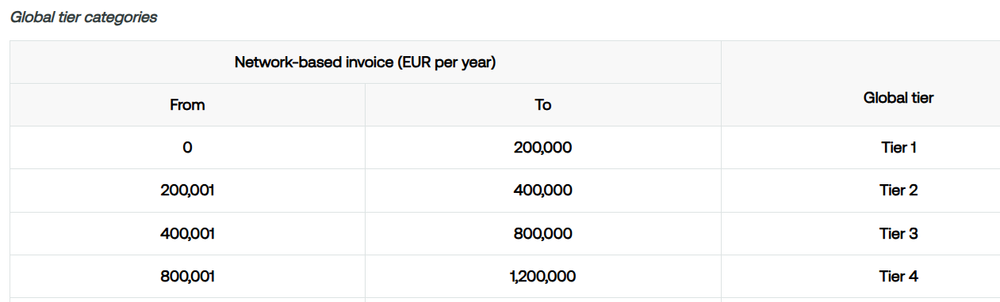 Global tier categories
Network-based invoice (EUR per year)
Global tier
From To
0 200,000 Tier 1
200,001 400,000 Tier 2
400,001 800,000 Tier 3
800,001 1,200,000 Tier 4